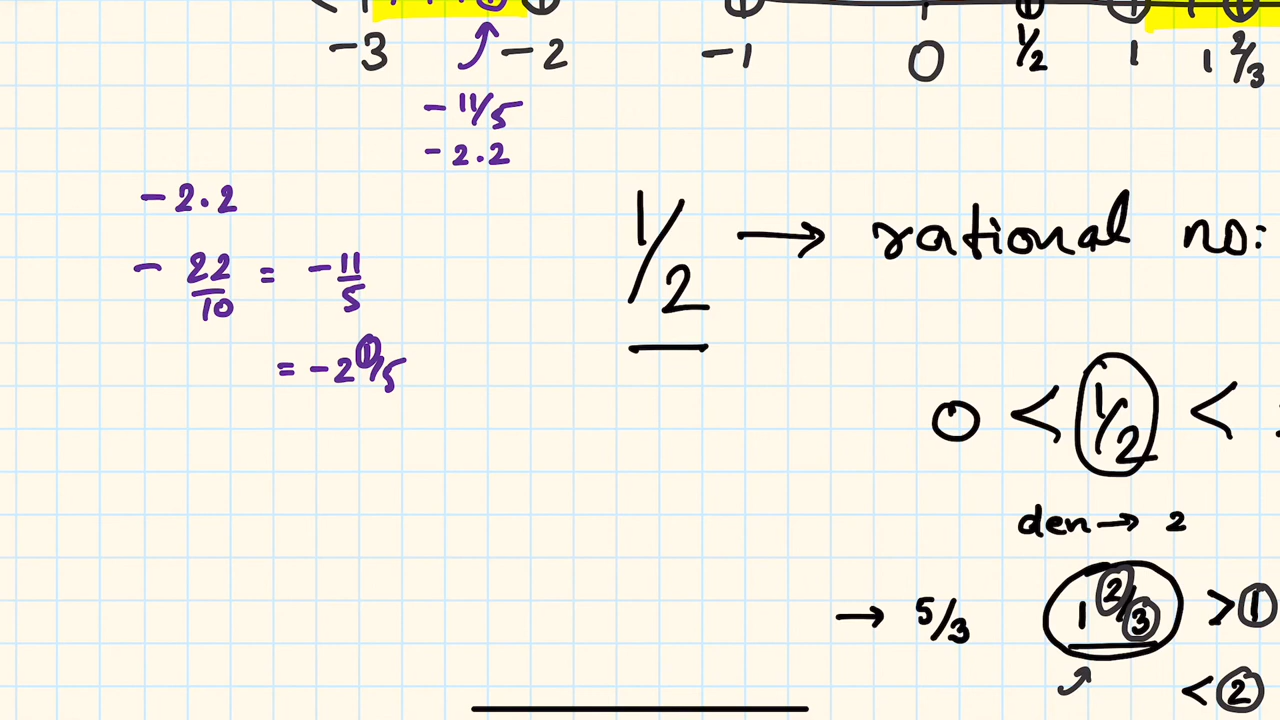 -3 -2 -1 0 1/2 1 1 2/3
-11/5
-2.2
-2.2
-22/10 = -11/5
= -2 1/5
1/2 → rational no:
0 < 1/2 <
den → 2
→ 5/3 1 2/3 > 1
< 2